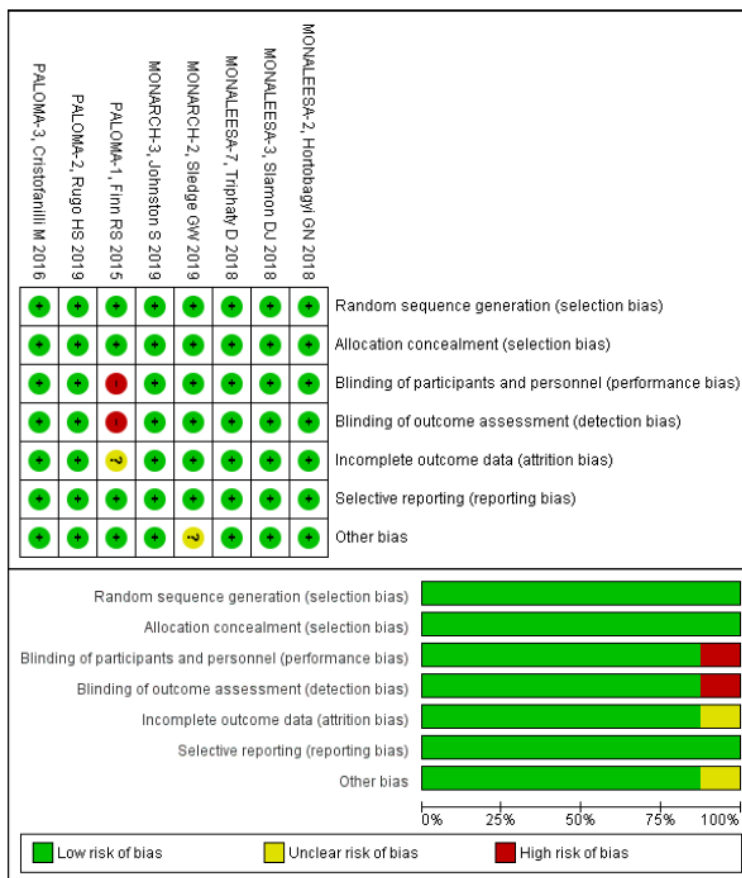 PALOMA-3, Cristofanilli M 2016
PALOMA-2, Rugo HS 2019
PALOMA-1, Finn RS 2015
MONARCH-3, Johnston S 2019
MONARCH-2, Sledge GW 2019
MONALEESA-7, Triphaty D 2018
MONALEESA-3, Slamon DJ 2018
MONALEESA-2, Hortobagyi GN 2018
+ + + + + + + + Random sequence generation (selection bias)
+ + + + + + + + Allocation concealment (selection bias)
+ + – + + + + + Blinding of participants and personnel (performance bias)
+ + – + + + + + Blinding of outcome assessment (detection bias)
+ + ? + + + + + Incomplete outcome data (attrition bias)
+ + + + + + + + Selective reporting (reporting bias)
+ + + + ? + + + Other bias
Random sequence generation (selection bias)
Allocation concealment (selection bias)
Blinding of participants and personnel (performance bias)
Blinding of outcome assessment (detection bias)
Incomplete outcome data (attrition bias)
Selective reporting (reporting bias)
Other bias
0% 25% 50% 75% 100%
Low risk of bias Unclear risk of bias High risk of bias